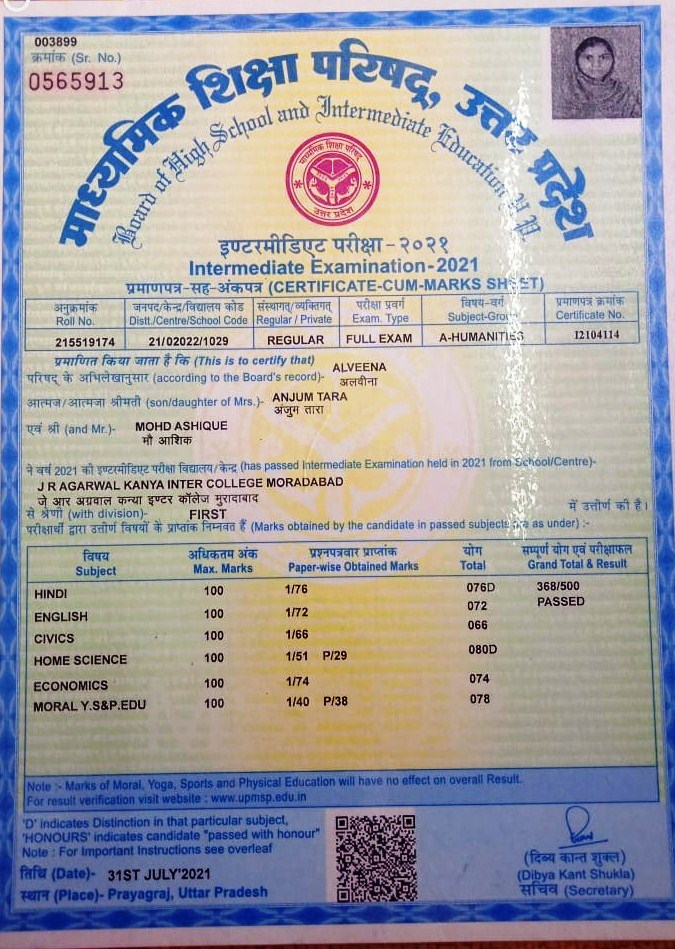 003899
क्रमांक (Sr. No.)
0565913
माध्यमिक शिक्षा परिषद्, उत्तर प्रदेश
Board of High School and Intermediate Education U.P.
माध्यमिक शिक्षा परिषद्
उत्तर प्रदेश
इण्टरमीडिएट परीक्षा-२०२१
Intermediate Examination-2021
प्रमाणपत्र-सह-अंकपत्र (CERTIFICATE-CUM-MARKS SHEET)
अनुक्रमांक जनपद/केन्द्र/विद्यालय कोड संस्थागत/व्यक्तिगत परीक्षा प्रवर्ग विषय-वर्ग प्रमाणपत्र क्रमांक
Roll No. Distt./Centre/School Code Regular / Private Exam. Type Subject-Group Certificate No.
215519174 21/02022/1029 REGULAR FULL EXAM A-HUMANITIES I2104114
प्रमाणित किया जाता है कि (This is to certify that)
ALVEENA
परिषद् के अभिलेखानुसार (according to the Board's record)- अलवीना
आत्मज/आत्मजा श्रीमती (son/daughter of Mrs.)- ANJUM TARA
अंजुम तारा
एवं श्री (and Mr.)- MOHD ASHIQUE
मौ आशिक
ने वर्ष 2021 की इण्टरमीडिएट परीक्षा विद्यालय/केन्द्र (has passed Intermediate Examination held in 2021 from School/Centre)-
J R AGARWAL KANYA INTER COLLEGE MORADABAD
जे आर अग्रवाल कन्या इण्टर कॉलेज मुरादाबाद
से श्रेणी (with division)- FIRST में उत्तीर्ण की है।
परीक्षार्थी द्वारा उत्तीर्ण विषयों के प्राप्तांक निम्नवत हैं (Marks obtained by the candidate in passed subjects are as under) :-
विषय अधिकतम अंक प्रश्नपत्रवार प्राप्तांक योग सम्पूर्ण योग एवं परीक्षाफल
Subject Max. Marks Paper-wise Obtained Marks Total Grand Total & Result
HINDI 100 1/76 076D 368/500
PASSED
ENGLISH 100 1/72 072
CIVICS 100 1/66 066
HOME SCIENCE 100 1/51 P/29 080D
ECONOMICS 100 1/74 074
MORAL Y.S&P.EDU 100 1/40 P/38 078
Note :- Marks of Moral, Yoga, Sports and Physical Education will have no effect on overall Result.
For result verification visit website : www.upmsp.edu.in
'D' indicates Distinction in that particular subject,
'HONOURS' indicates candidate "passed with honour"
Note : For Important Instructions see overleaf
तिथि (Date)- 31ST JULY'2021
स्थान (Place)- Prayagraj, Uttar Pradesh
(दिव्य कान्त शुक्ल)
(Dibya Kant Shukla)
सचिव (Secretary)